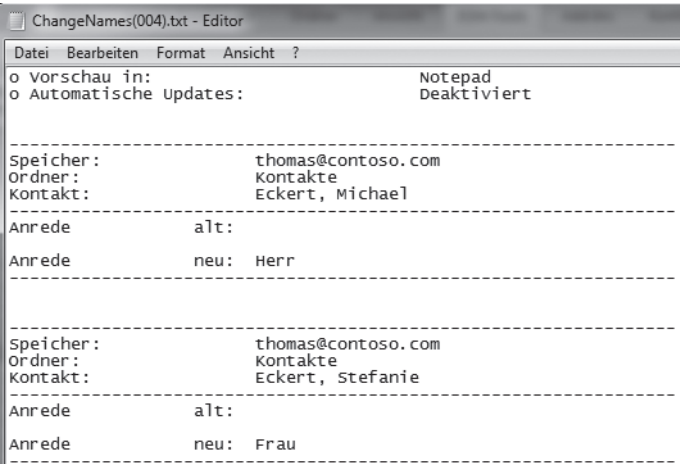 ChangeNames(004).txt - Editor
Datei Bearbeiten Format Ansicht ?
o Vorschau in: Notepad
o Automatische Updates: Deaktiviert
--------------------------------------------------------------------------
Speicher: thomas@contoso.com
Ordner: Kontakte
Kontakt: Eckert, Michael
--------------------------------------------------------------------------
Anrede alt:
Anrede neu: Herr
--------------------------------------------------------------------------
--------------------------------------------------------------------------
Speicher: thomas@contoso.com
Ordner: Kontakte
Kontakt: Eckert, Stefanie
--------------------------------------------------------------------------
Anrede alt:
Anrede neu: Frau
--------------------------------------------------------------------------